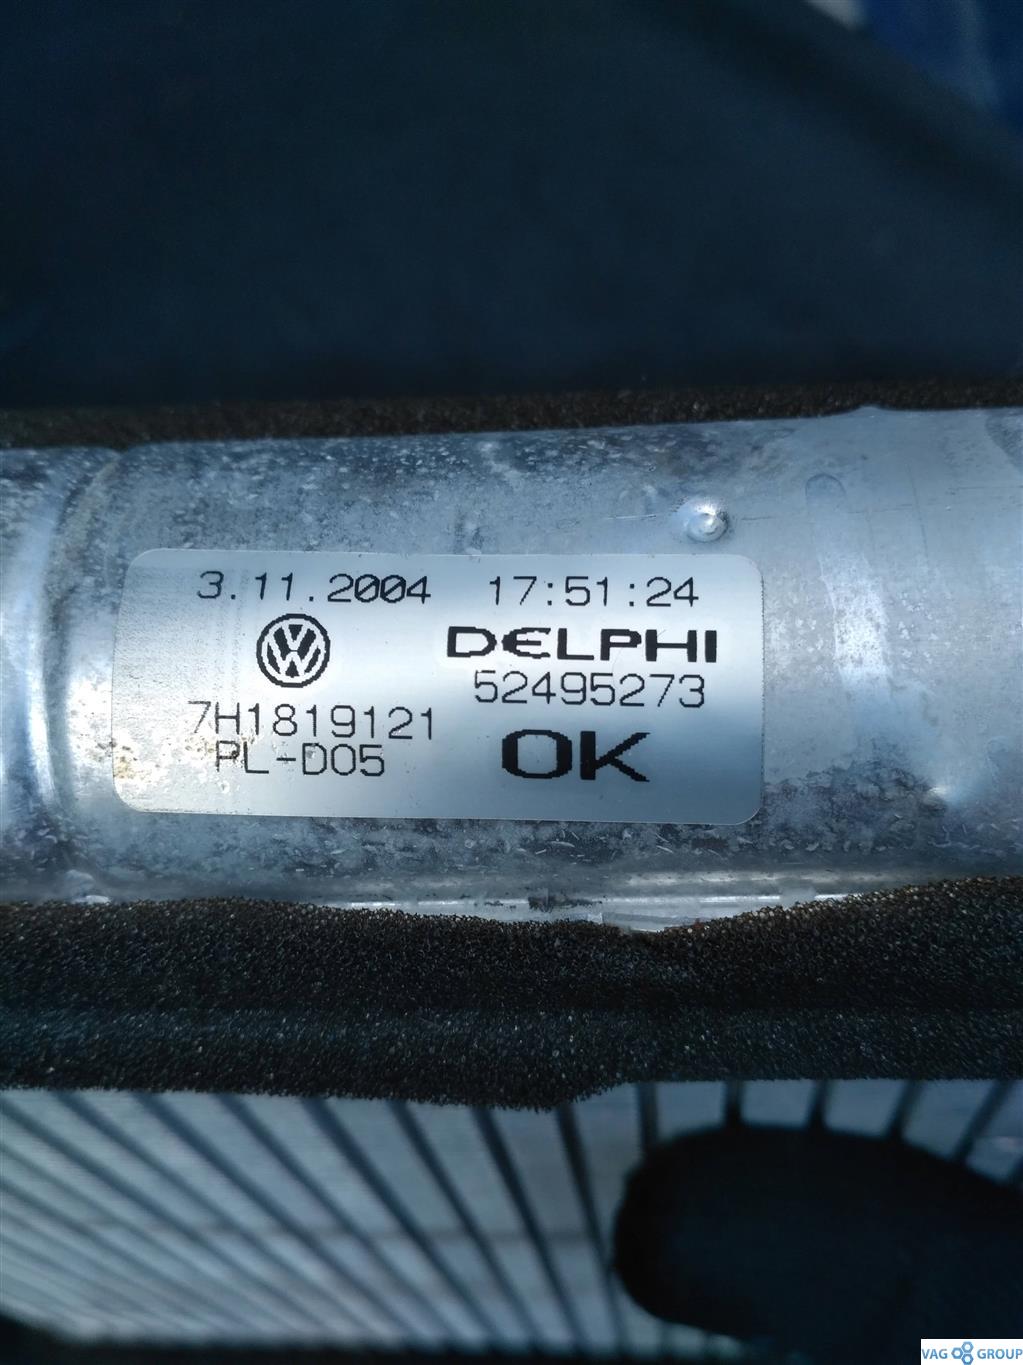 3.11.2004 17:51:24
DELPHI
52495273
7H1819121
PL-D05
OK
VAG GROUP